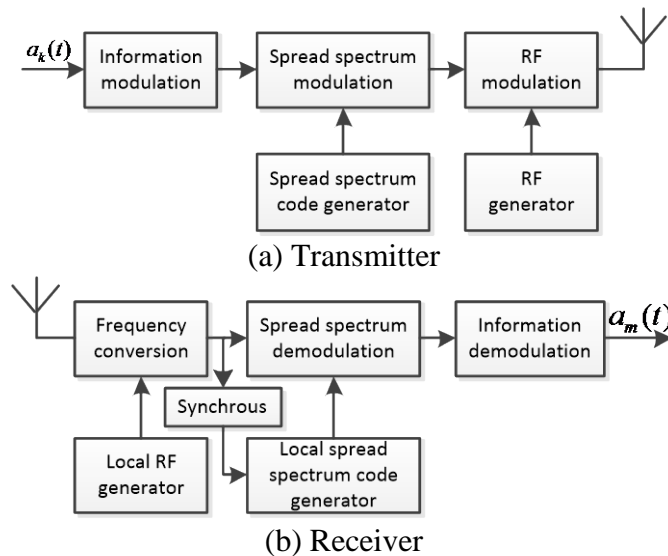 a_k(t)
Information
modulation
Spread spectrum
modulation
RF
modulation
Spread spectrum
code generator
RF
generator
(a) Transmitter
Frequency
conversion
Spread spectrum
demodulation
Information
demodulation
a_m(t)
Synchrous
Local RF
generator
Local spread
spectrum code
generator
(b) Receiver